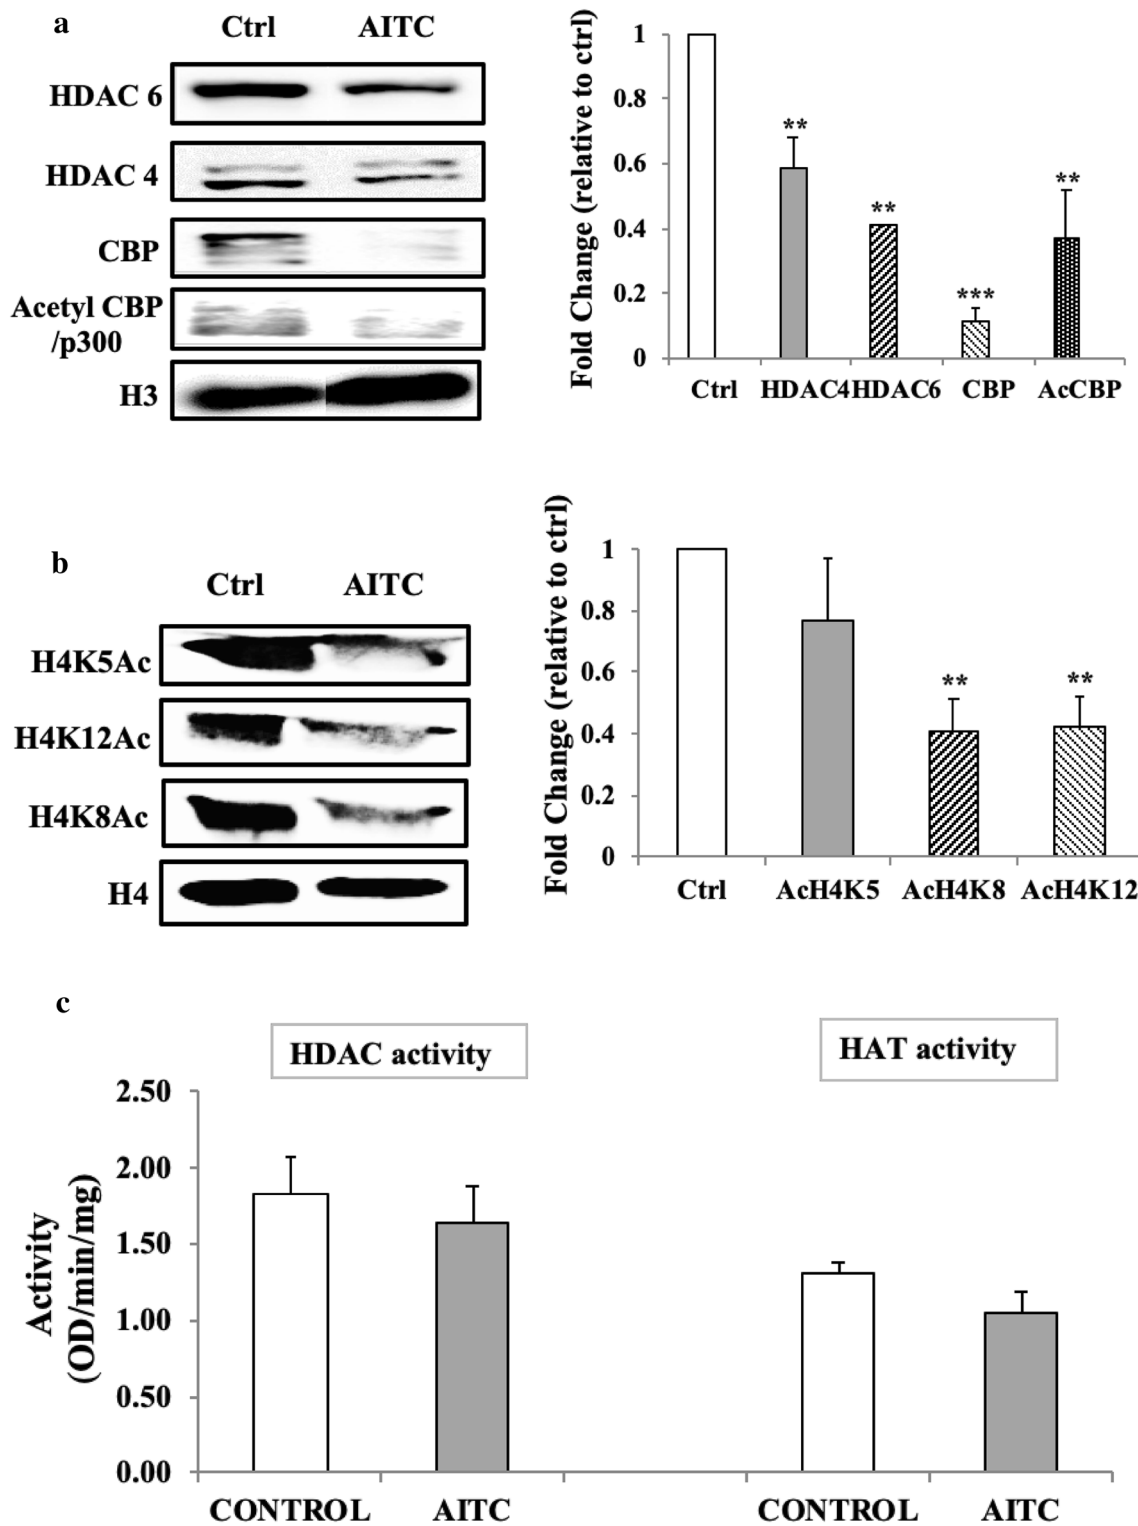 a
Ctrl AITC
HDAC 6
HDAC 4
CBP
Acetyl CBP
/p300
H3
Fold Change (relative to ctrl)
1
0.8
0.6
0.4
0.2
0
**
**
***
**
Ctrl HDAC4 HDAC6 CBP AcCBP
b
Ctrl AITC
H4K5Ac
H4K12Ac
H4K8Ac
H4
Fold Change (relative to ctrl)
1
0.8
0.6
0.4
0.2
0
**
**
Ctrl AcH4K5 AcH4K8 AcH4K12
c
HDAC activity
HAT activity
Activity
(OD/min/mg)
2.50
2.00
1.50
1.00
0.50
0.00
CONTROL AITC CONTROL AITC